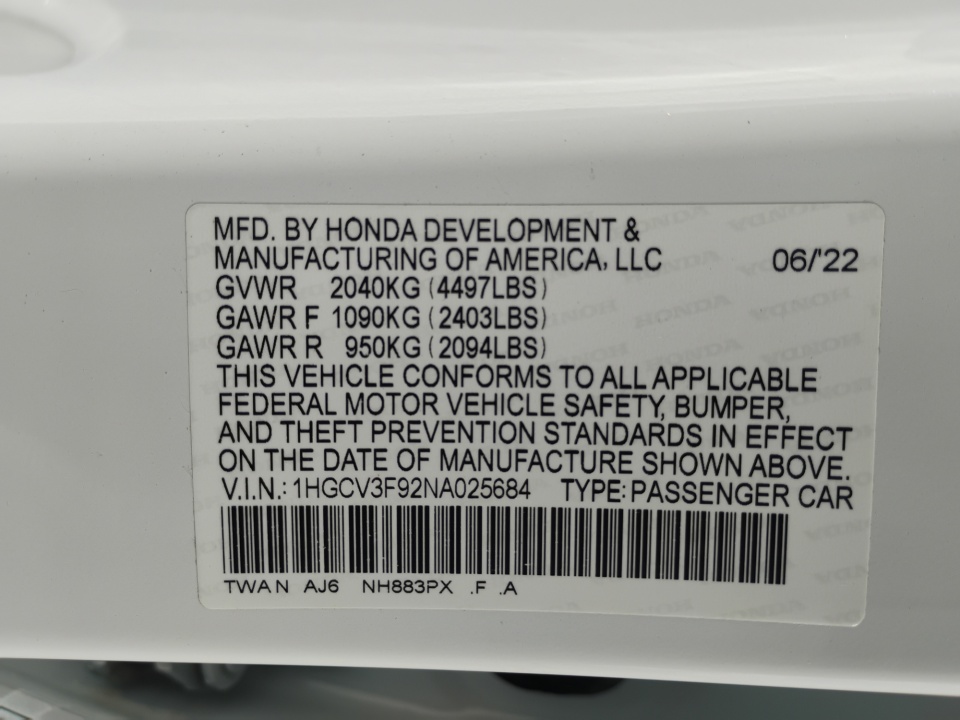 MFD. BY HONDA DEVELOPMENT &
MANUFACTURING OF AMERICA, LLC 06/'22
GVWR 2040KG (4497LBS)
GAWR F 1090KG (2403LBS)
GAWR R 950KG (2094LBS)
THIS VEHICLE CONFORMS TO ALL APPLICABLE
FEDERAL MOTOR VEHICLE SAFETY, BUMPER,
AND THEFT PREVENTION STANDARDS IN EFFECT
ON THE DATE OF MANUFACTURE SHOWN ABOVE.
V.I.N.: 1HGCV3F92NA025684 TYPE: PASSENGER CAR
TWA N AJ6 NH883PX .F .A